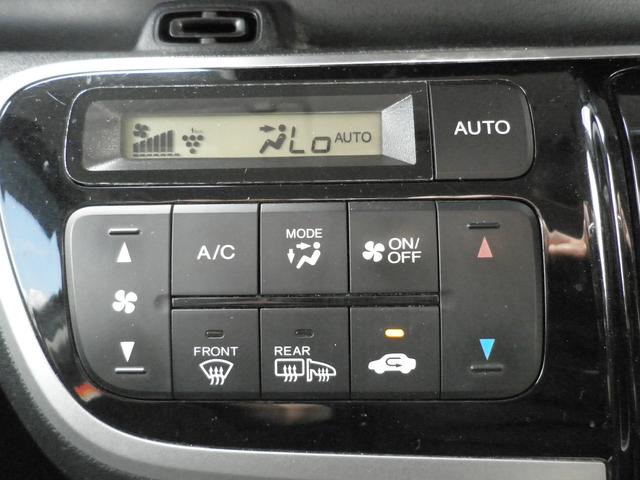 Lo AUTO
AUTO
A/C
MODE
ON/
OFF
FRONT
REAR